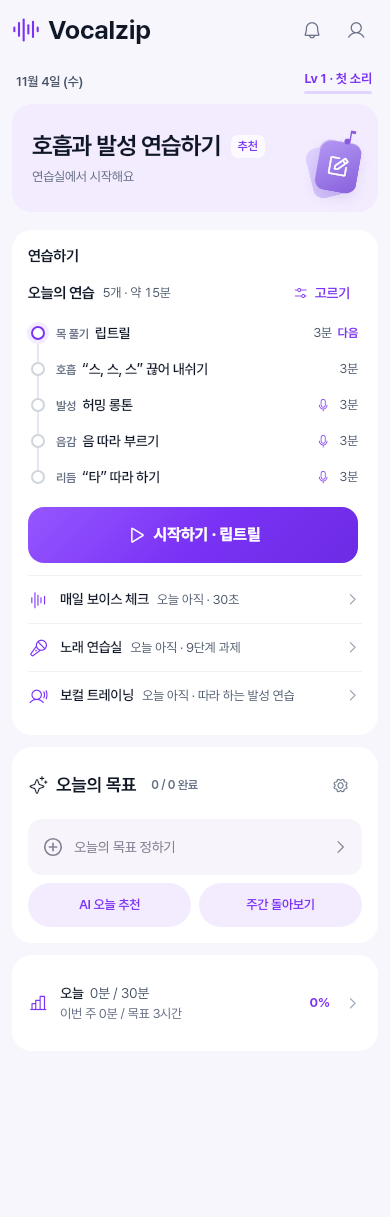 Vocalzip
11월 4일 (수)
Lv 1 · 첫 소리
호흡과 발성 연습하기 추천
연습실에서 시작해요
연습하기
오늘의 연습 5개 · 약 15분 고르기
목 풀기 립트릴 3분 다음
호흡 “스, 스, 스” 끊어 내쉬기 3분
발성 허밍 롱톤 3분
음감 음 따라 부르기 3분
리듬 “타” 따라 하기 3분
시작하기 · 립트릴
매일 보이스 체크 오늘 아직 · 30초
노래 연습실 오늘 아직 · 9단계 과제
보컬 트레이닝 오늘 아직 · 따라 하는 발성 연습
오늘의 목표 0 / 0 완료
오늘의 목표 정하기
AI 오늘 추천 주간 돌아보기
오늘 0분 / 30분 0%
이번 주 0분 / 목표 3시간